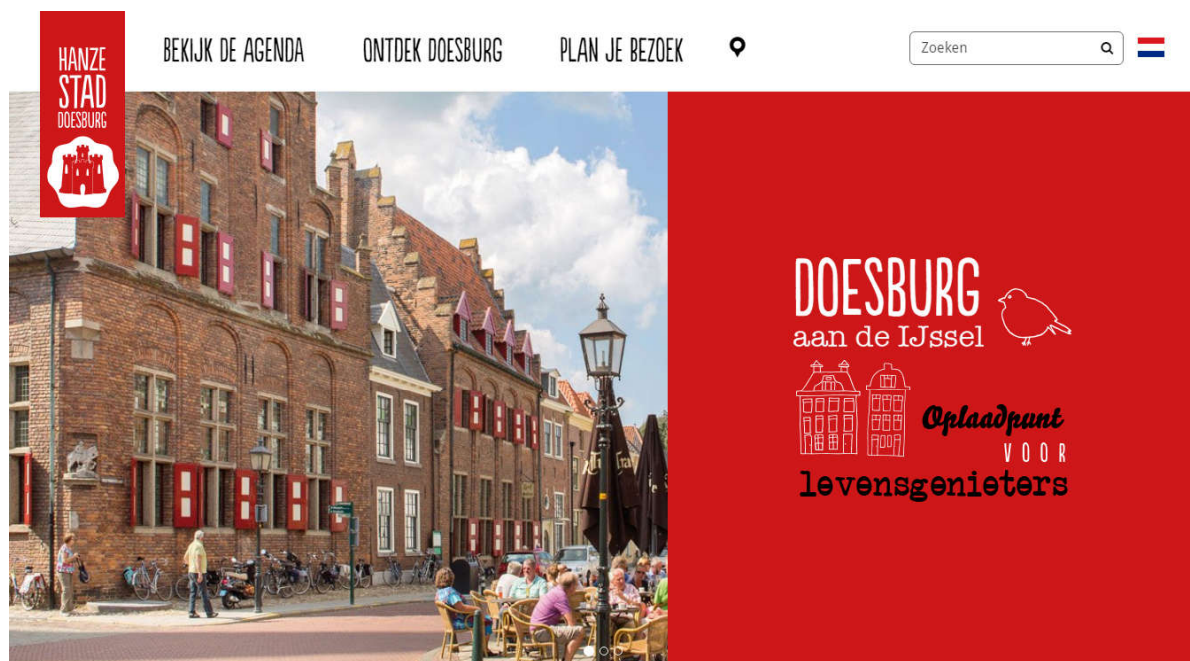 HANZE
STAD
DOESBURG
BEKIJK DE AGENDA
ONTDEK DOESBURG
PLAN JE BEZOEK
Zoeken
DOESBURG
aan de IJssel
Oplaadpunt
VOOR
levensgenieters